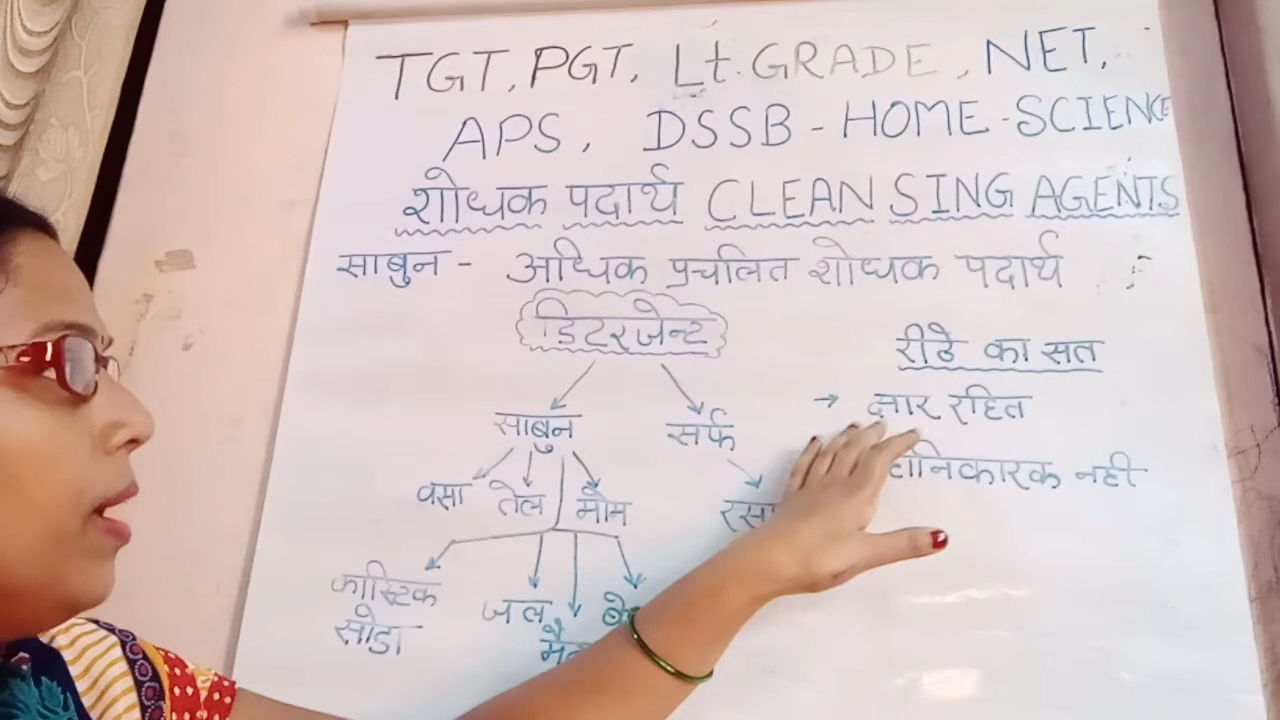 TGT, PGT, Lt. GRADE, NET,
APS, DSSB - HOME - SCIENCE
शोधक पदार्थ CLEANSING AGENTS
साबुन - अधिक प्रचलित शोधक पदार्थ
डिटरजेन्ट
साबुन सर्फ
वसा तेल मोम
कास्टिक सोडा
जल
रीठे का सत
→ क्षार रहित
हानिकारक नही